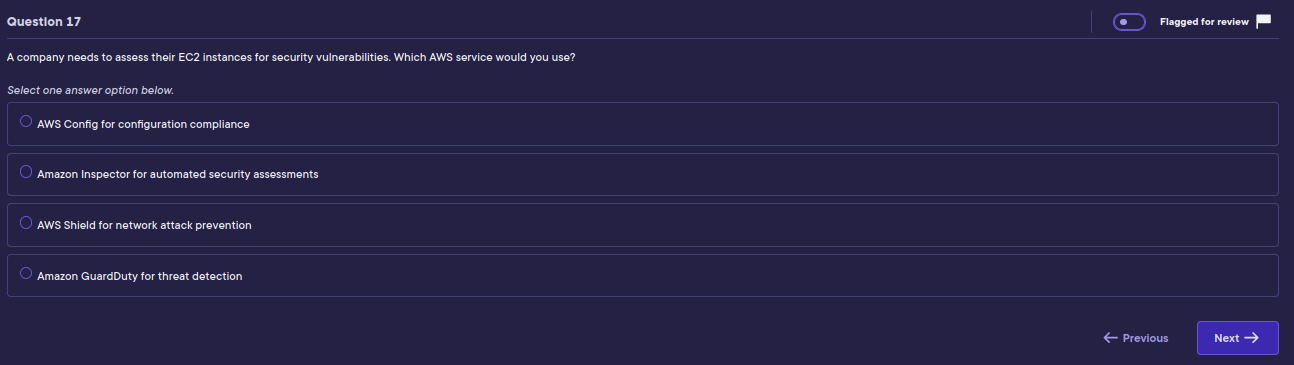 Question 17
Flagged for review
A company needs to assess their EC2 instances for security vulnerabilities. Which AWS service would you use?
Select one answer option below.
AWS Config for configuration compliance
Amazon Inspector for automated security assessments
AWS Shield for network attack prevention
Amazon GuardDuty for threat detection
Previous
Next